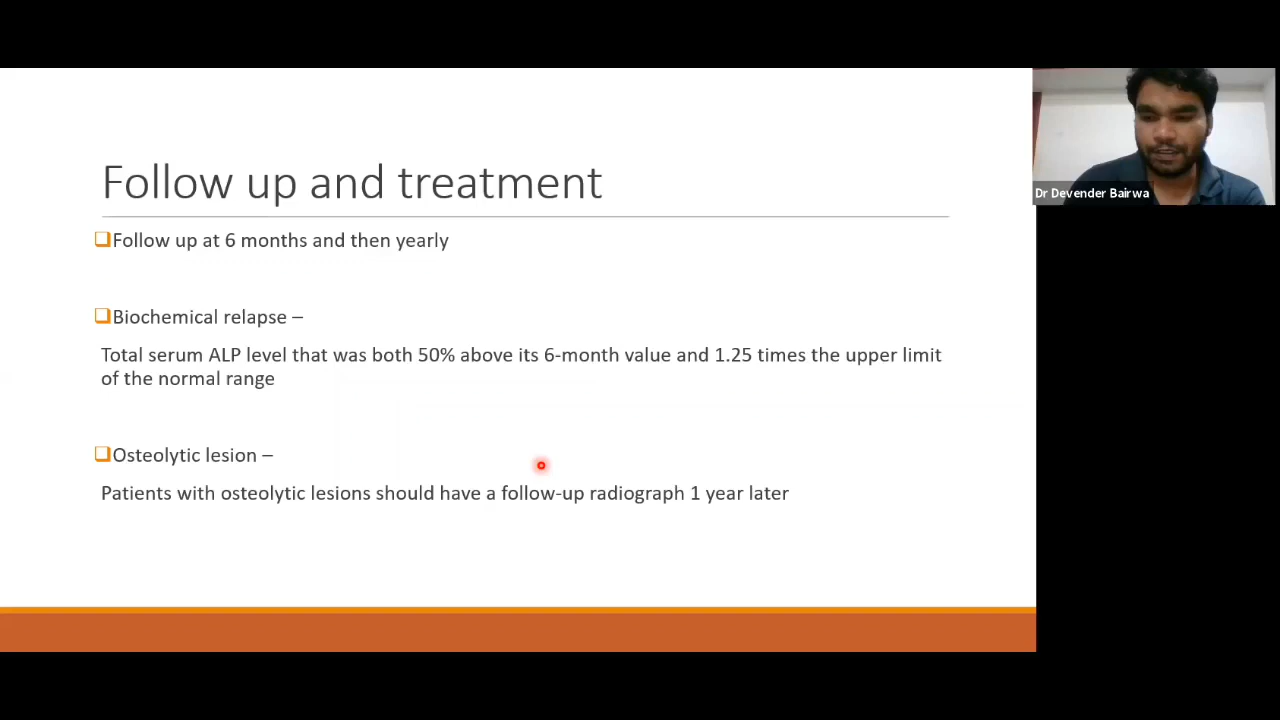 Follow up and treatment
Follow up at 6 months and then yearly
Biochemical relapse –
Total serum ALP level that was both 50% above its 6-month value and 1.25 times the upper limit
of the normal range
Osteolytic lesion –
Patients with osteolytic lesions should have a follow-up radiograph 1 year later
Dr Devender Bairwa